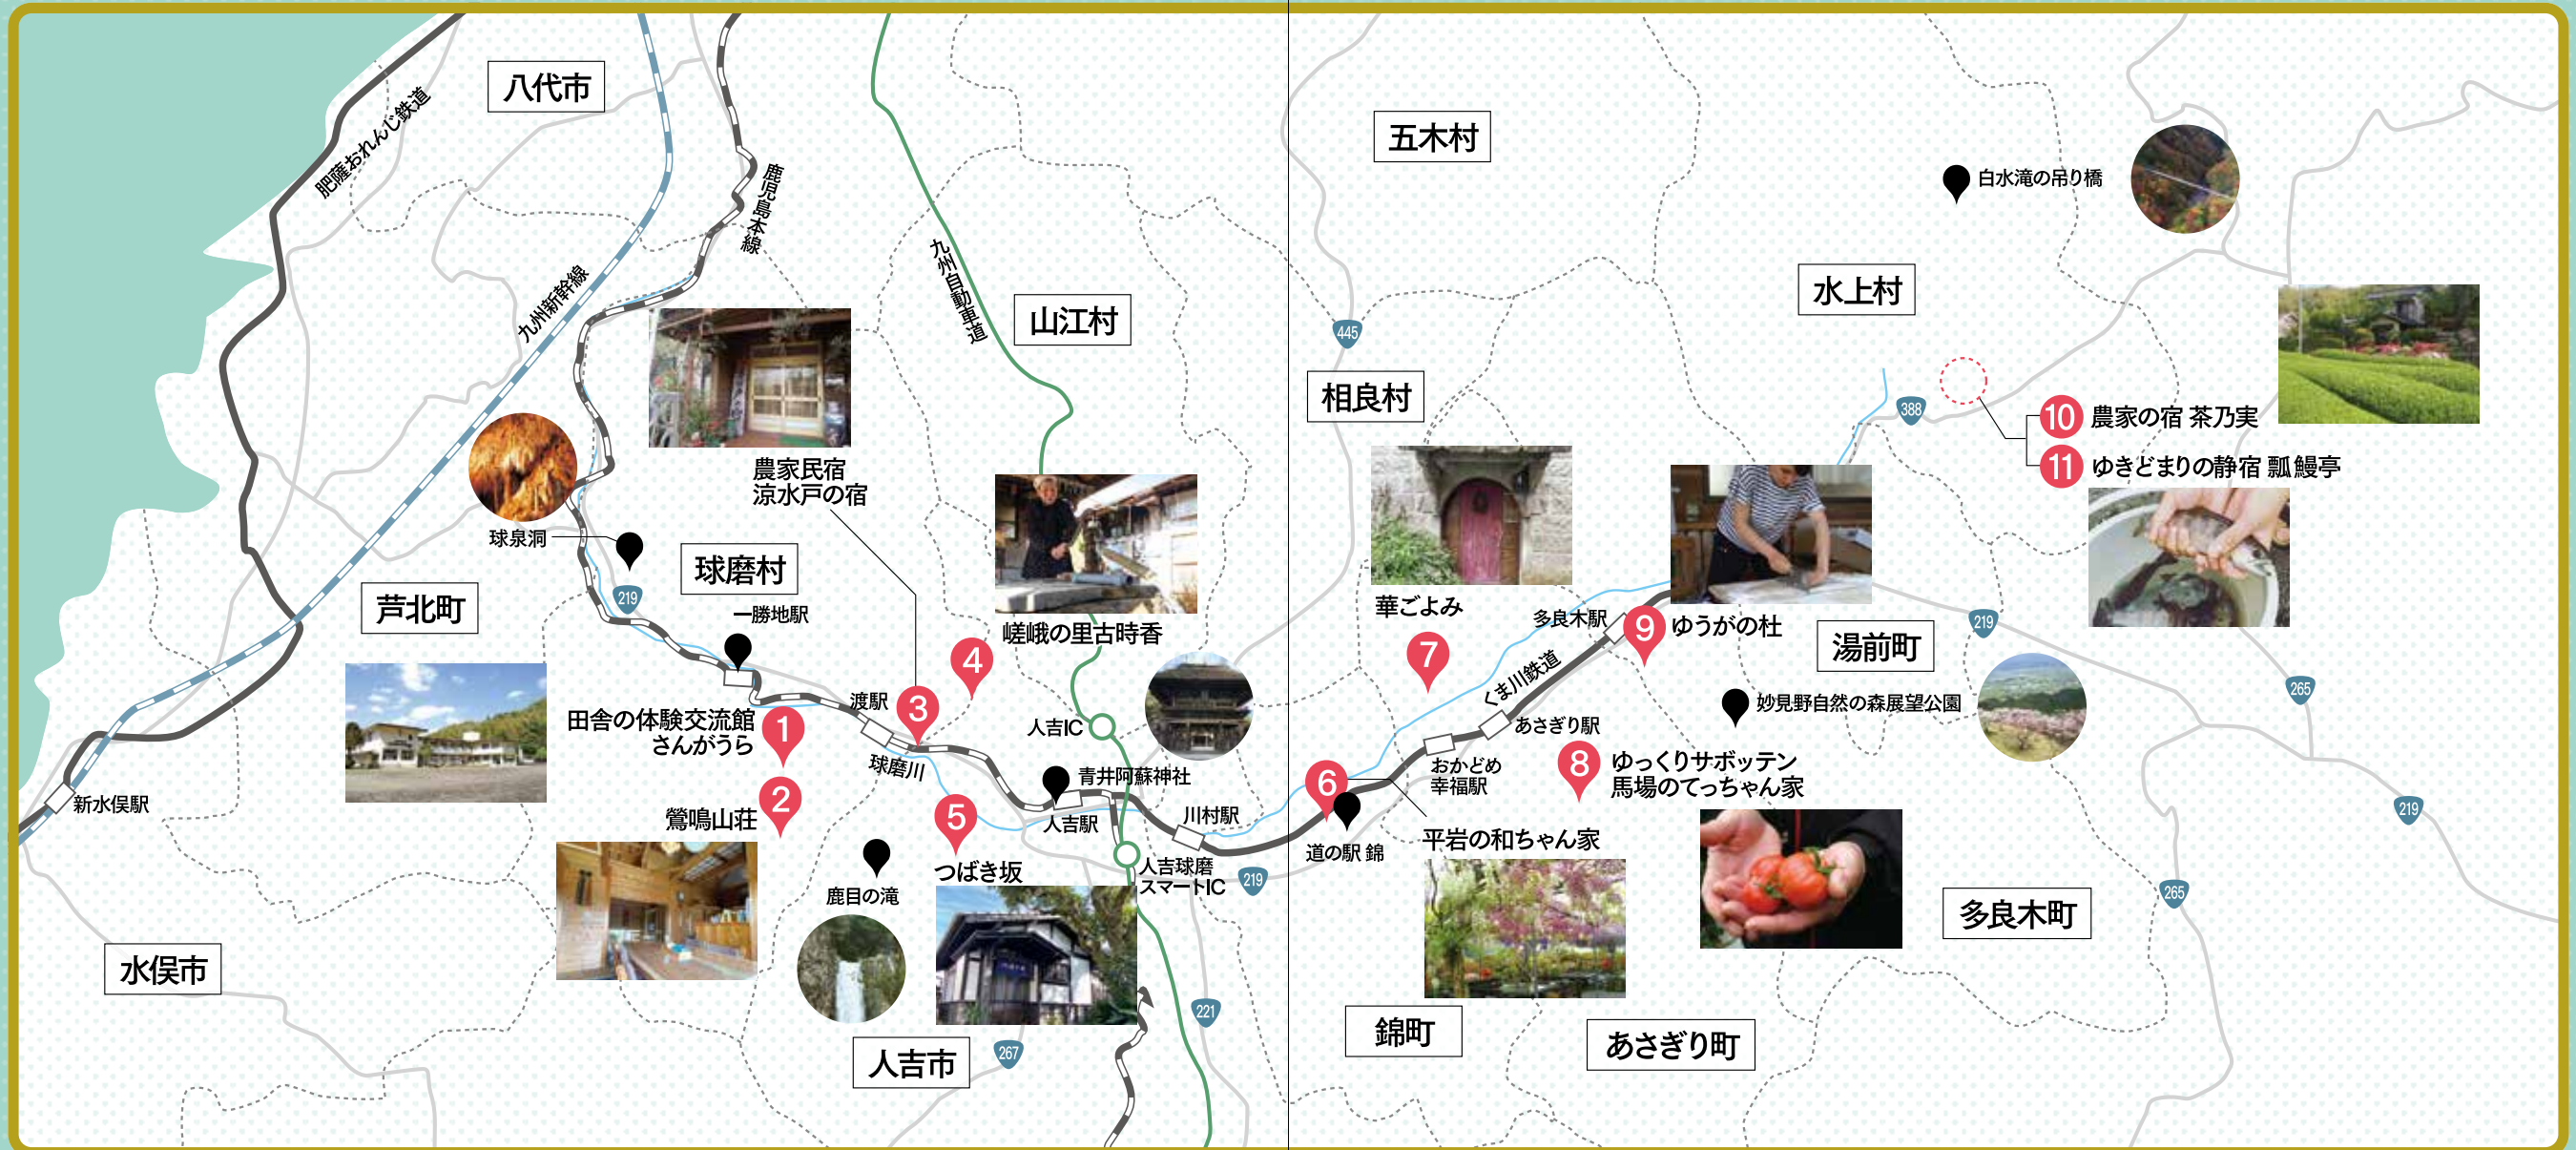 八代市
肥薩おれんじ鉄道
九州新幹線
鹿児島本線
九州自動車道
山江村
球泉洞
219
農家民宿
涼水戸の宿
球磨村
一勝地駅
芦北町
嵯峨の里古時香
4
渡駅
3
田舎の体験交流館
さんがうら
1
球磨川
人吉IC
青井阿蘇神社
人吉駅
新水俣駅
鶯鳴山荘
2
鹿目の滝
5
つばき坂
川村駅
人吉球磨
スマートIC
219
水俣市
人吉市
267
221
五木村
445
相良村
白水滝の吊り橋
水上村
388
10 農家の宿 茶乃実
11 ゆきどまりの静宿 瓢鰻亭
華ごよみ
7
多良木駅
9 ゆうがの杜
湯前町
219
265
くま川鉄道
あさぎり駅
おかどめ
幸福駅
妙見野自然の森展望公園
8 ゆっくりサボッテン
馬場のてっちゃん家
6
道の駅 錦
平岩の和ちゃん家
219
265
多良木町
錦町
あさぎり町